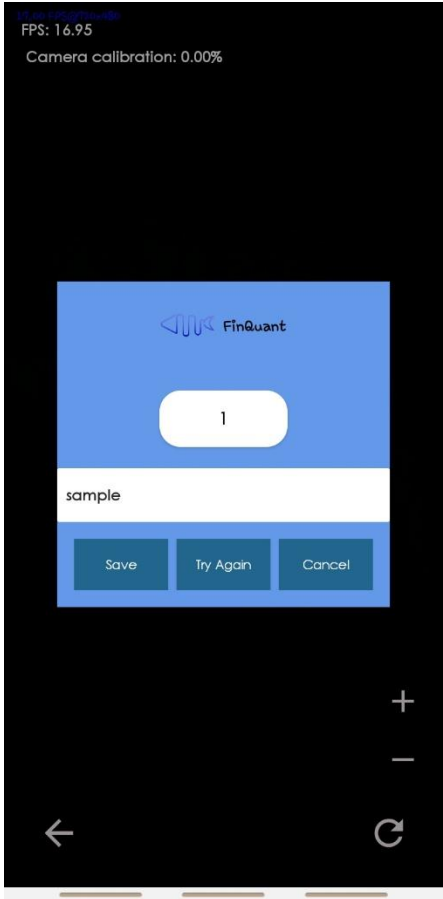 FPS: 16.95
Camera calibration: 0.00%
FinQuant
1
sample
Save
Try Again
Cancel